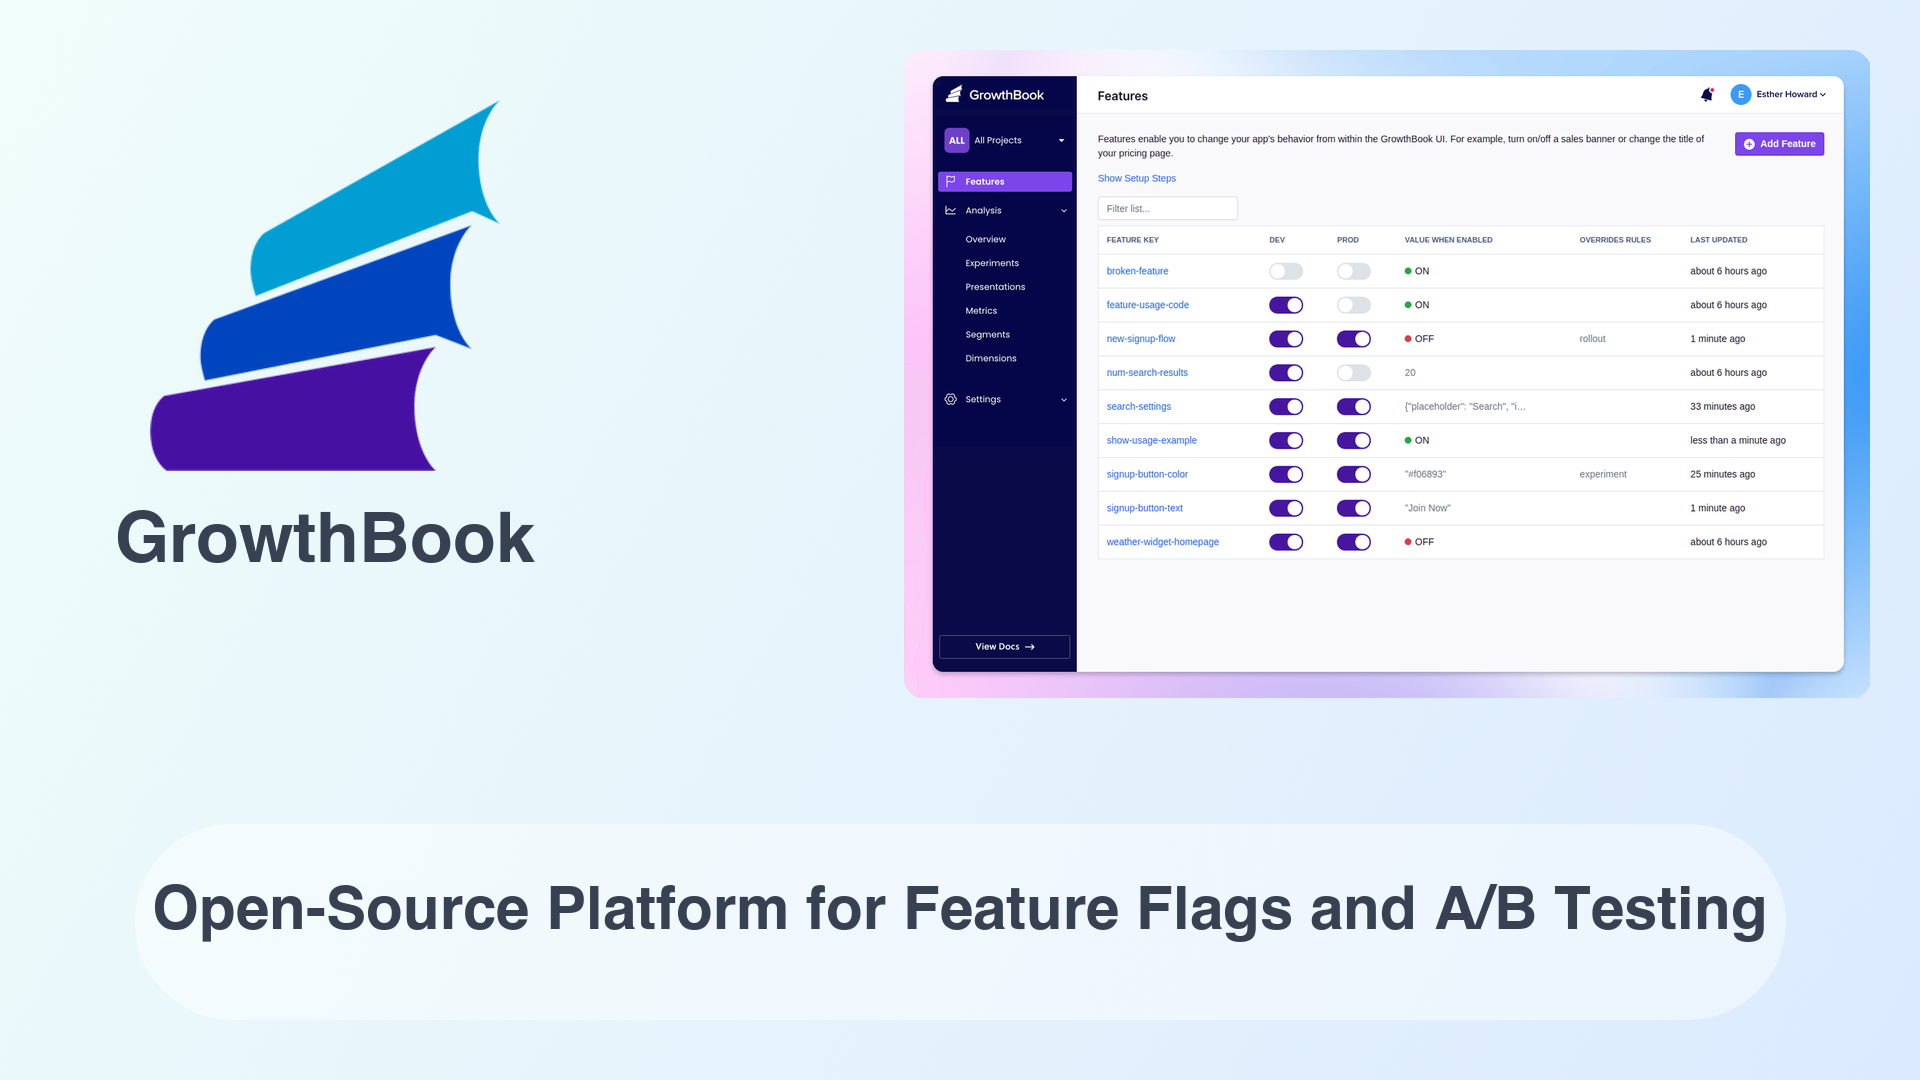 GrowthBook
GrowthBook
ALL All Projects
Features
Analysis
Overview
Experiments
Presentations
Metrics
Segments
Dimensions
Settings
View Docs
Features
E Esther Howard
Features enable you to change your app's behavior from within the GrowthBook UI. For example, turn on/off a sales banner or change the title of
your pricing page.
Add Feature
Show Setup Steps
Filter list...
FEATURE KEY DEV PROD VALUE WHEN ENABLED OVERRIDES RULES LAST UPDATED
broken-feature ON about 6 hours ago
feature-usage-code ON about 6 hours ago
new-signup-flow OFF rollout 1 minute ago
num-search-results 20 about 6 hours ago
search-settings {"placeholder": "Search", "i... 33 minutes ago
show-usage-example ON less than a minute ago
signup-button-color "#f06893" experiment 25 minutes ago
signup-button-text "Join Now" 1 minute ago
weather-widget-homepage OFF about 6 hours ago
Open-Source Platform for Feature Flags and A/B Testing